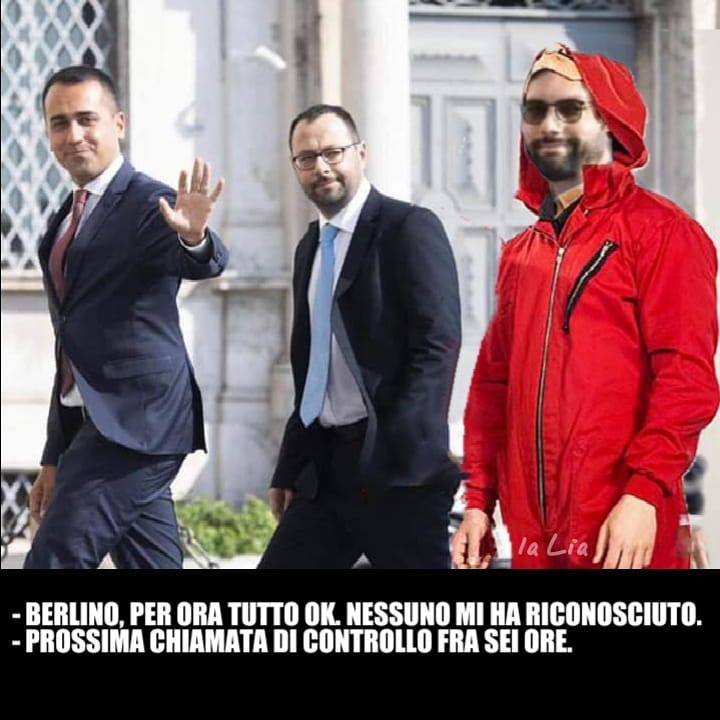 la Lia
- BERLINO, PER ORA TUTTO OK. NESSUNO MI HA RICONOSCIUTO.
- PROSSIMA CHIAMATA DI CONTROLLO FRA SEI ORE.